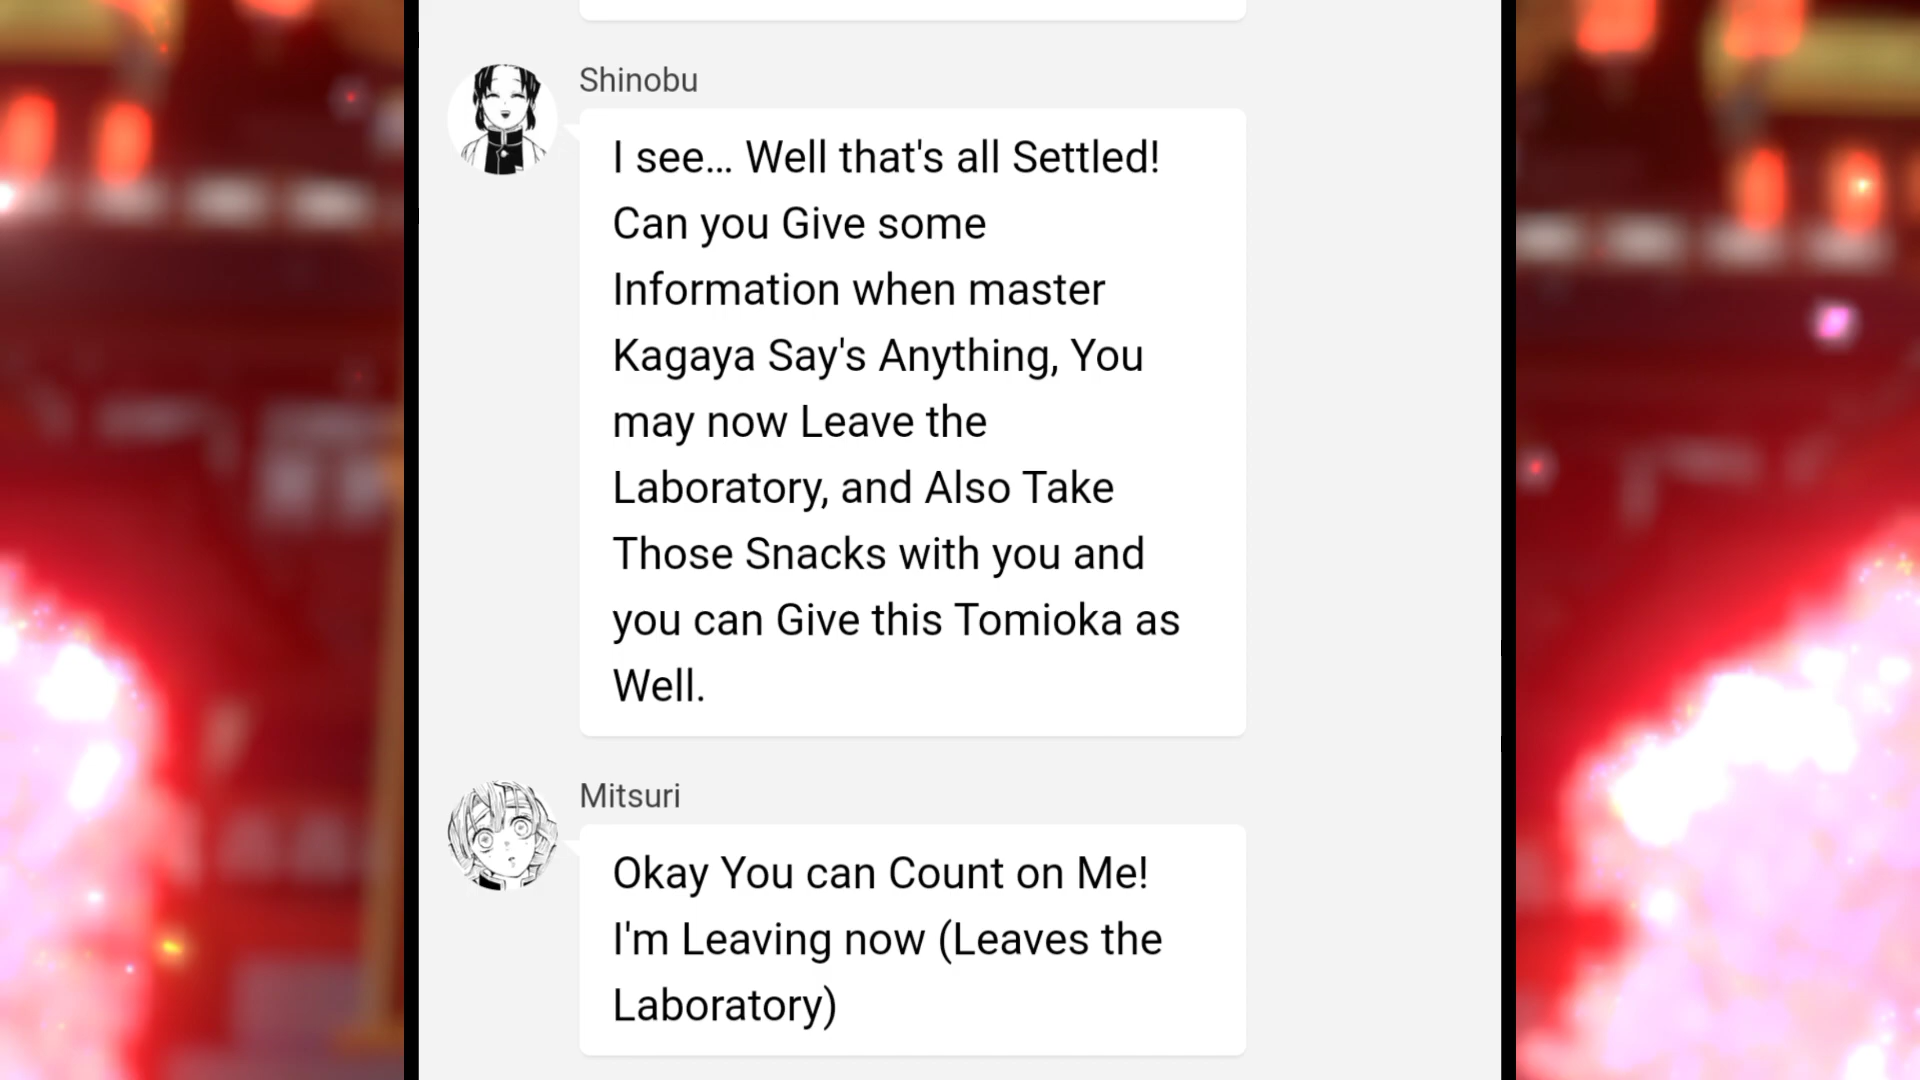 Shinobu
I see... Well that's all Settled!
Can you Give some
Information when master
Kagaya Say's Anything, You
may now Leave the
Laboratory, and Also Take
Those Snacks with you and
you can Give this Tomioka as
Well.
Mitsuri
Okay You can Count on Me!
I'm Leaving now (Leaves the
Laboratory)